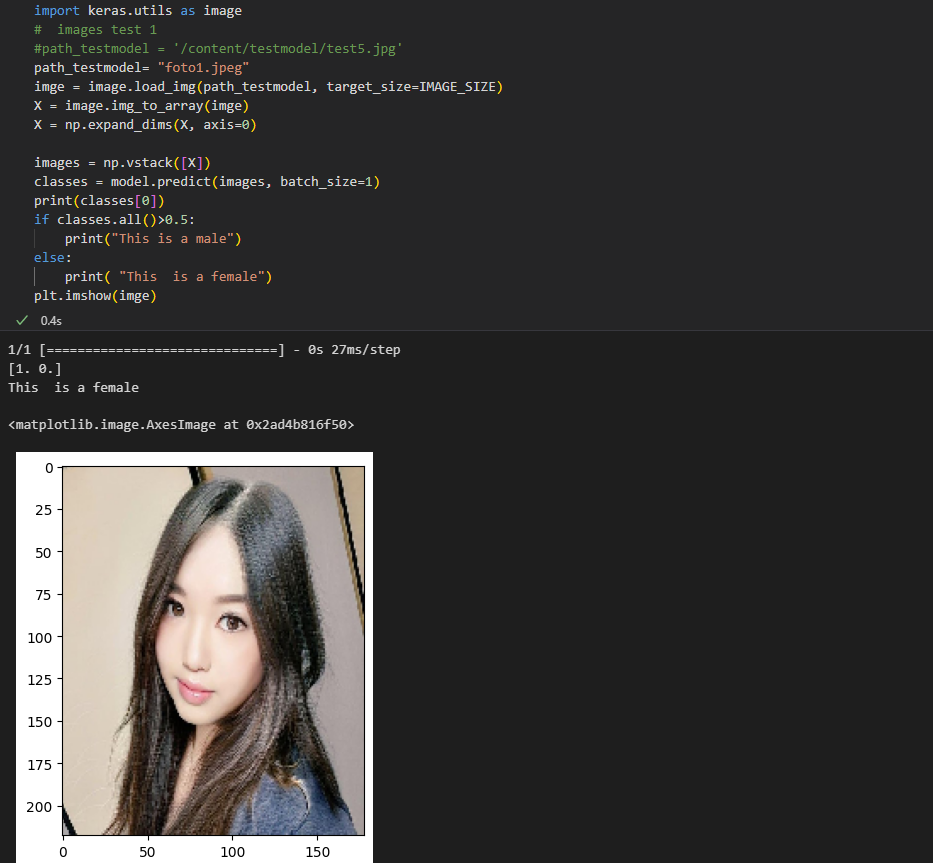 import keras.utils as image
#  images test 1
#path_testmodel = '/content/testmodel/test5.jpg'
path_testmodel= "foto1.jpeg"
imge = image.load_img(path_testmodel, target_size=IMAGE_SIZE)
X = image.img_to_array(imge)
X = np.expand_dims(X, axis=0)
images = np.vstack([X])
classes = model.predict(images, batch_size=1)
print(classes[0])
if classes.all()>0.5:
    print("This is a male")
else:
    print( "This  is a female")
plt.imshow(imge)
✓ 0.4s
1/1 [==============================] - 0s 27ms/step
[1. 0.]
This  is a female
<matplotlib.image.AxesImage at 0x2ad4b816f50>
0
25
50
75
100
125
150
175
200
0 50 100 150